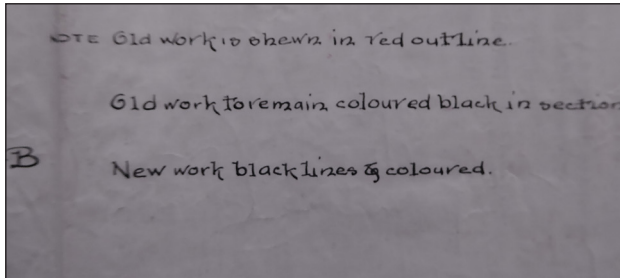 NOTE Old work is shewn in red outline.
Old work to remain coloured black in section
B
New work black lines & coloured.